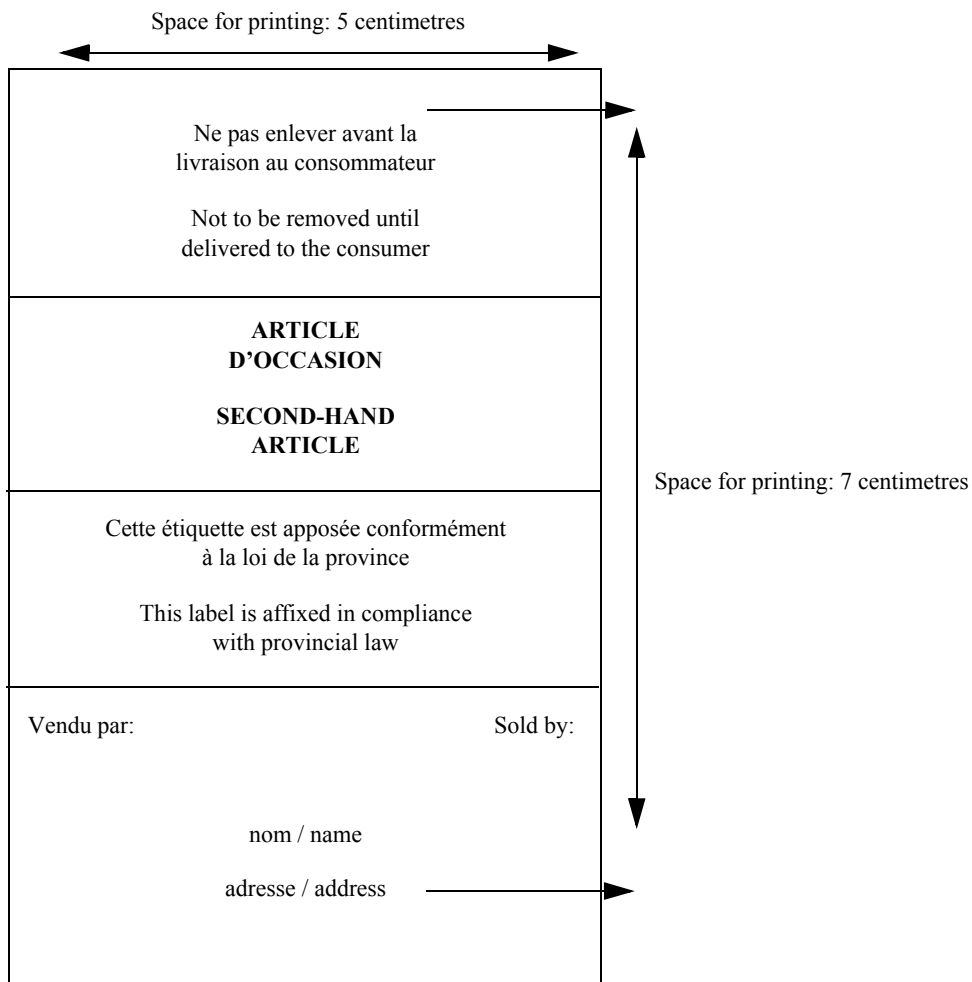 Space for printing: 5 centimetres
Ne pas enlever avant la
livraison au consommateur
Not to be removed until
delivered to the consumer
ARTICLE
D’OCCASION
SECOND-HAND
ARTICLE
Space for printing: 7 centimetres
Cette étiquette est apposée conformément
à la loi de la province
This label is affixed in compliance
with provincial law
Vendu par: Sold by:
nom / name
adresse / address